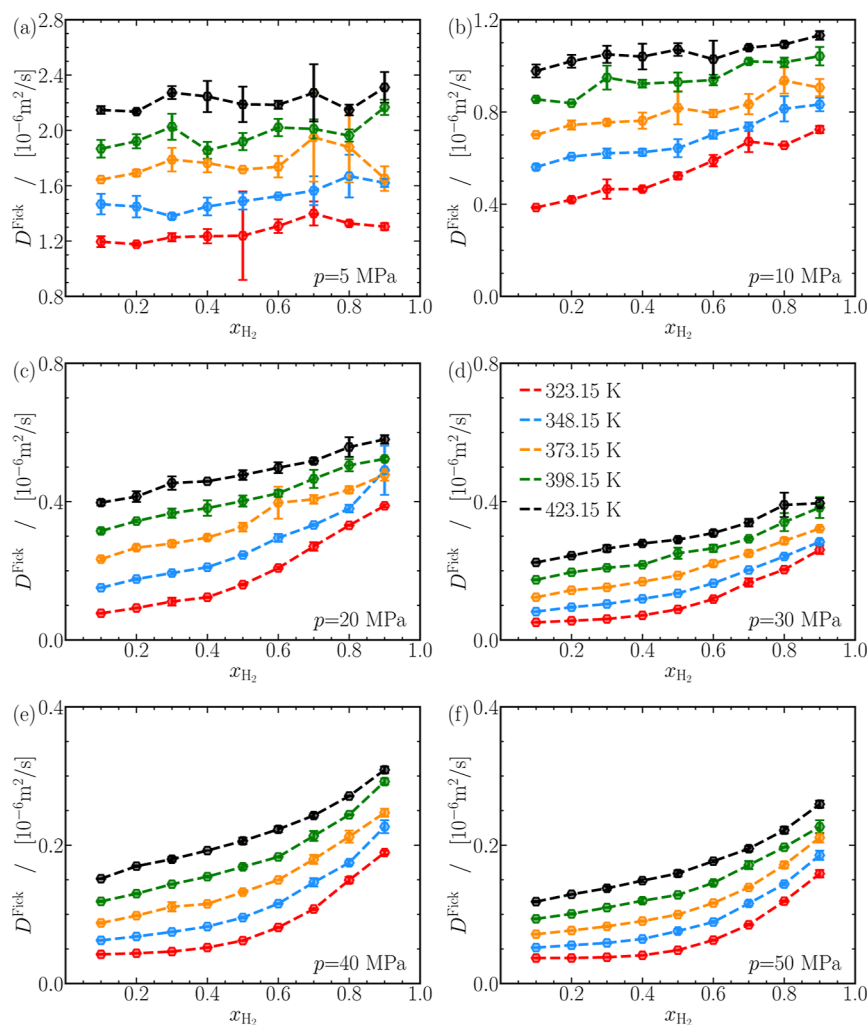 (a)
2.8
2.4
2.0
1.6
1.2
0.8
D^Fick / [10^-6 m^2/s]
p=5 MPa
0.2 0.4 0.6 0.8 1.0
x_H2
(b)
1.2
0.8
0.4
0.0
D^Fick / [10^-6 m^2/s]
p=10 MPa
0.2 0.4 0.6 0.8 1.0
x_H2
(c)
0.8
0.4
0.0
D^Fick / [10^-6 m^2/s]
p=20 MPa
0.2 0.4 0.6 0.8 1.0
x_H2
(d)
0.8
0.4
0.0
D^Fick / [10^-6 m^2/s]
323.15 K
348.15 K
373.15 K
398.15 K
423.15 K
p=30 MPa
0.2 0.4 0.6 0.8 1.0
x_H2
(e)
0.4
0.2
0.0
D^Fick / [10^-6 m^2/s]
p=40 MPa
0.2 0.4 0.6 0.8 1.0
x_H2
(f)
0.4
0.2
0.0
D^Fick / [10^-6 m^2/s]
p=50 MPa
0.2 0.4 0.6 0.8 1.0
x_H2